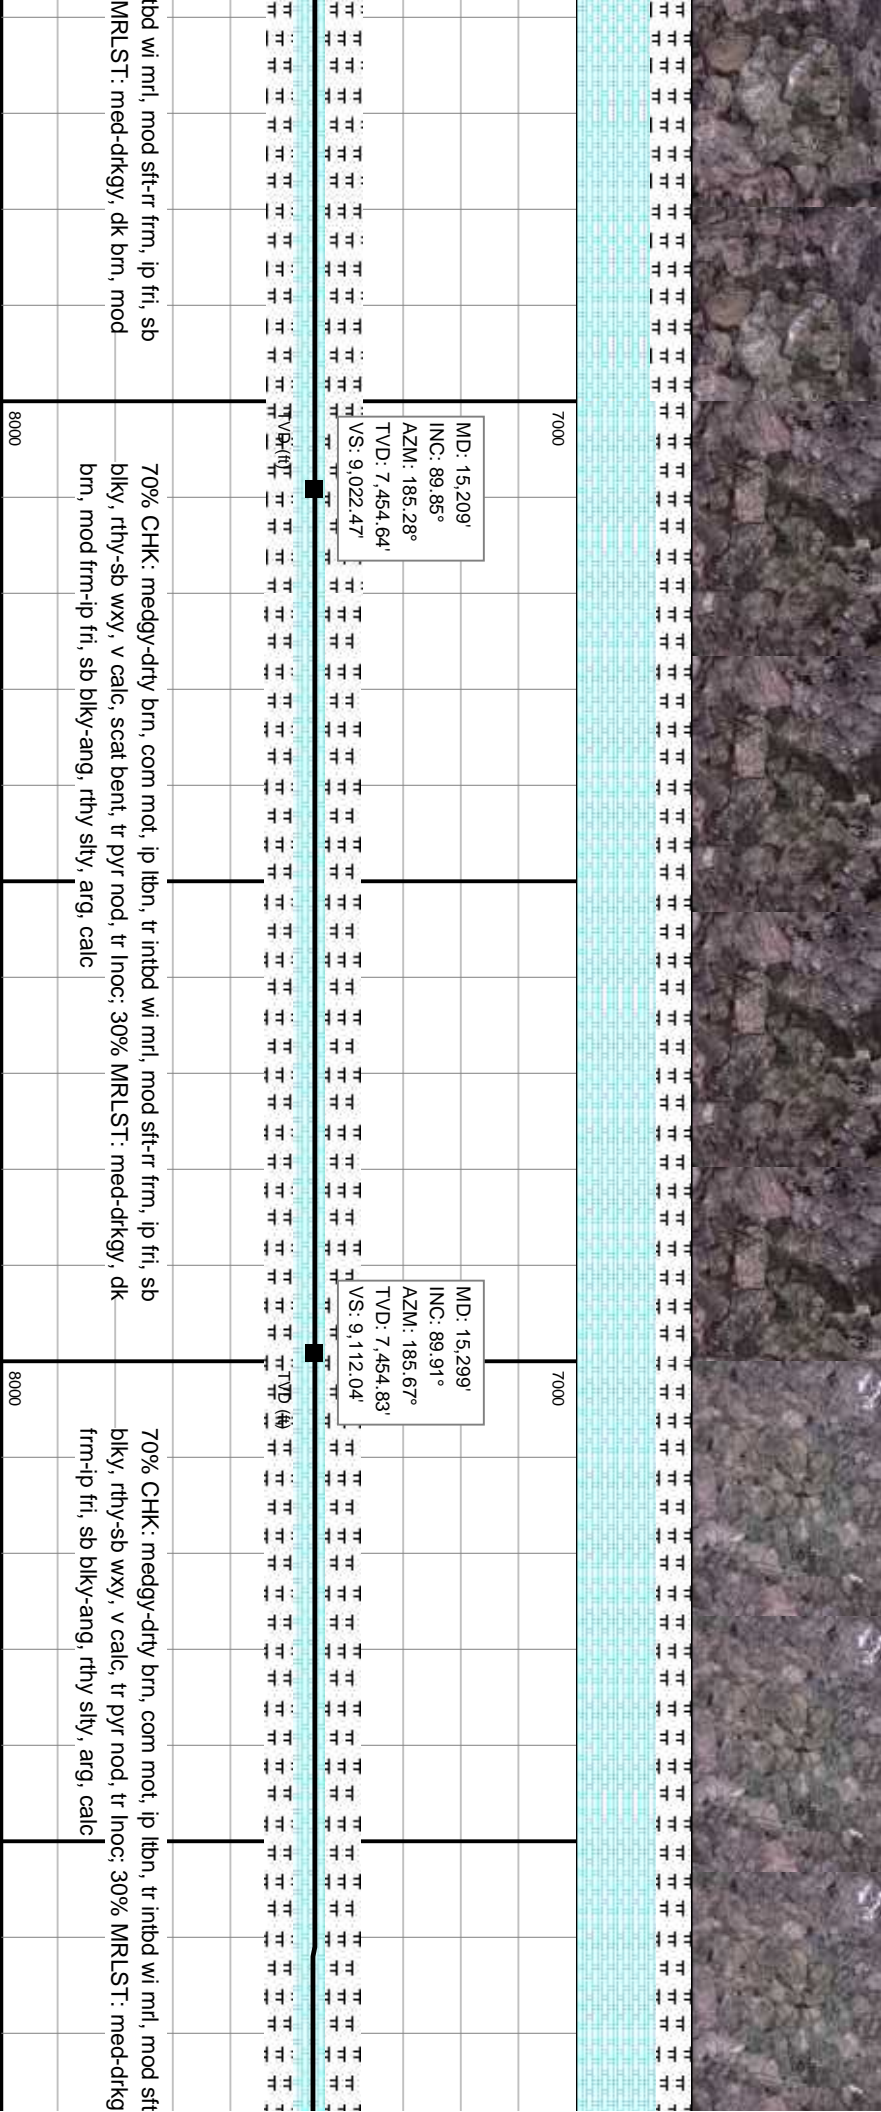 tbd wi mrl, mod sft-rr frm, ip fri, sb
MRLST: med-drkgy, dk brn, mod
7000
TVD (ft)
8000
MD: 15,209'
INC: 89.85°
AZM: 185.28°
TVD: 7,454.64'
VS: 9,022.47'
70% CHK: medgy-drty brn, com mot, ip ltbn, tr intbd wi mrl, mod sft-rr frm, ip fri, sb
blky, rthy-sb wxy, v calc, scat bent, tr pyr nod, tr Inoc; 30% MRLST: med-drkgy, dk
brn, mod frm-ip fri, sb blky-ang, rthy slty, arg, calc
MD: 15,299'
INC: 89.91°
AZM: 185.67°
TVD: 7,454.83'
VS: 9,112.04'
7000
TVD (ft)
8000
70% CHK: medgy-drty brn, com mot, ip ltbn, tr intbd wi mrl, mod sft
blky, rthy-sb wxy, v calc, tr pyr nod, tr Inoc; 30% MRLST: med-drkg
frm-ip fri, sb blky-ang, rthy slty, arg, calc